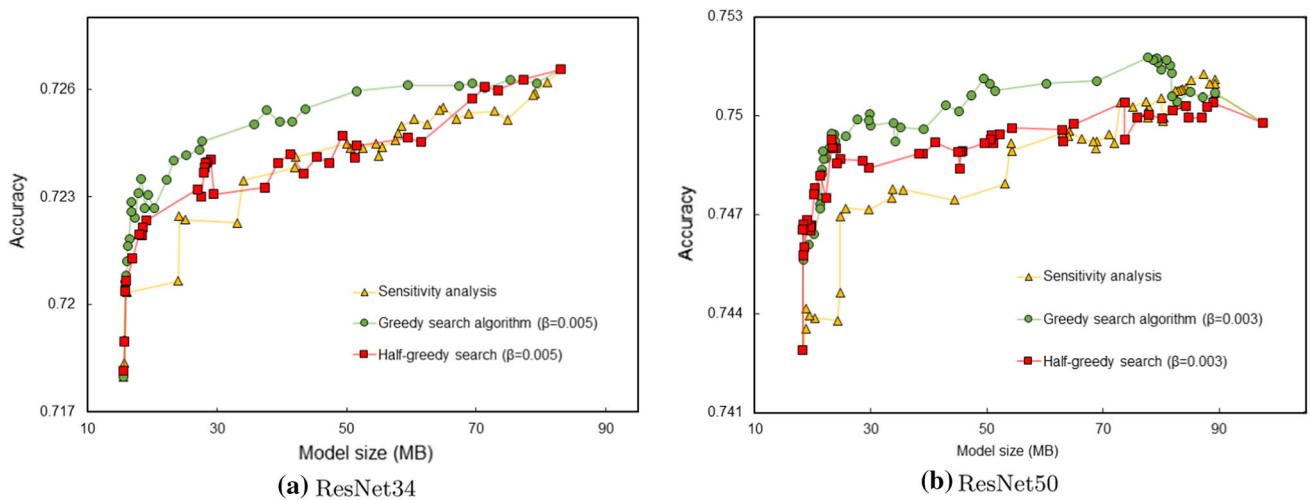 0.726
0.723
0.72
0.717
Accuracy
10 30 50 70 90
Model size (MB)
Sensitivity analysis
Greedy search algorithm (β=0.005)
Half-greedy search (β=0.005)
(a) ResNet34
0.753
0.75
0.747
0.744
0.741
Accuracy
10 30 50 70 90
Model size (MB)
Sensitivity analysis
Greedy search algorithm (β=0.003)
Half-greedy search (β=0.003)
(b) ResNet50